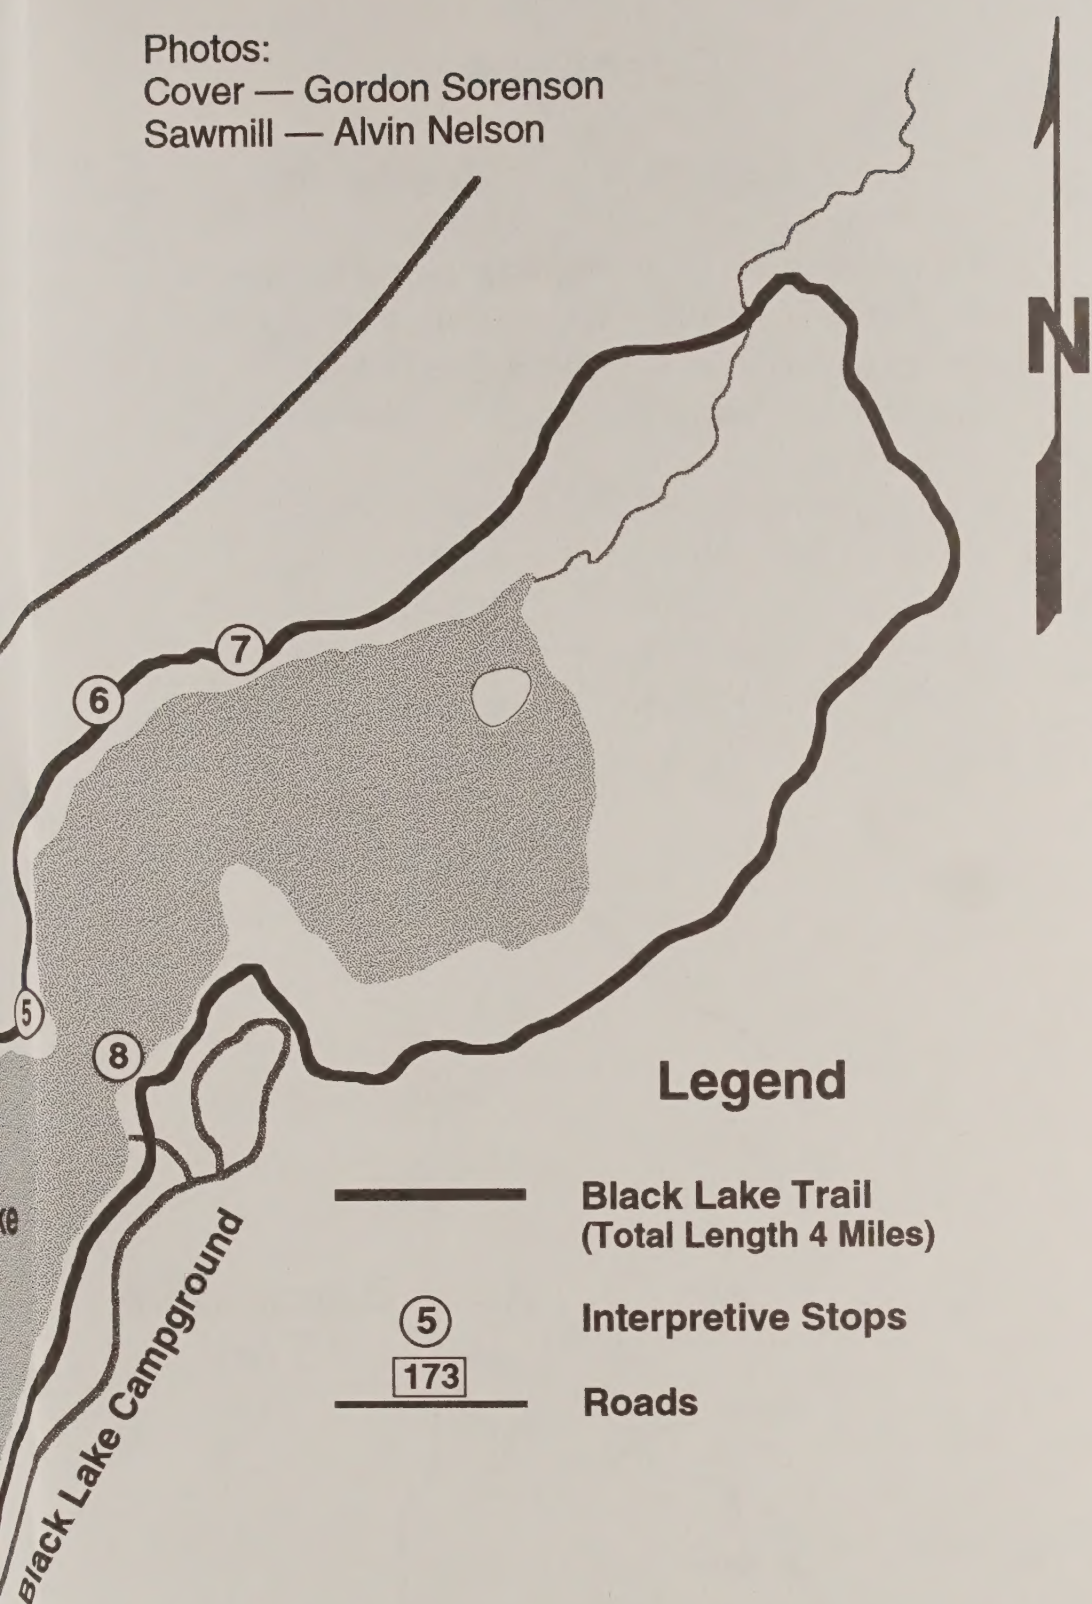 Photos:
Cover — Gordon Sorenson
Sawmill — Alvin Nelson
N
7
6
5
8
ke
Black Lake Campground
Legend
Black Lake Trail
(Total Length 4 Miles)
5
Interpretive Stops
173
Roads